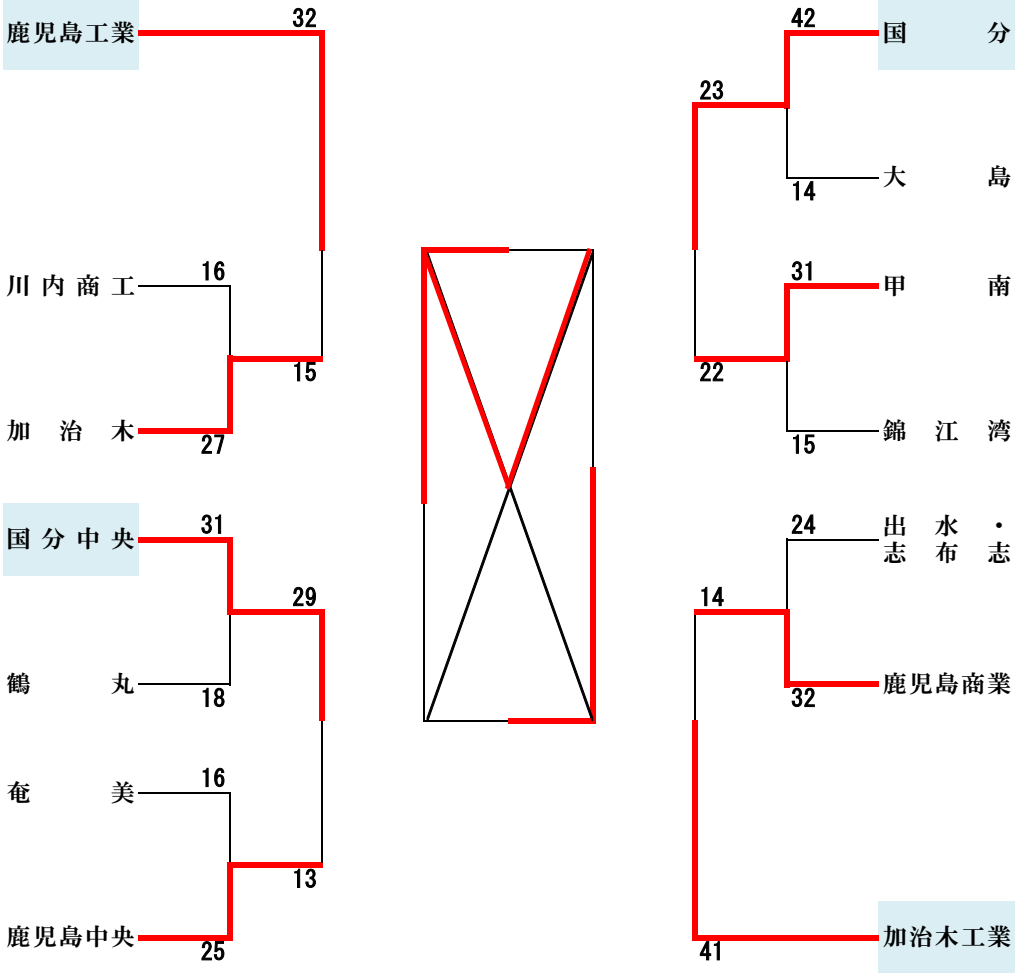 32
鹿児島工業
16
川内商工
15
加治木
27
31
国分中央
29
鶴丸
18
16
奄美
13
鹿児島中央
25
42
国分
23
大島
14
31
甲南
22
錦江湾
15
24
出水・
志布志
14
鹿児島商業
32
加治木工業
41